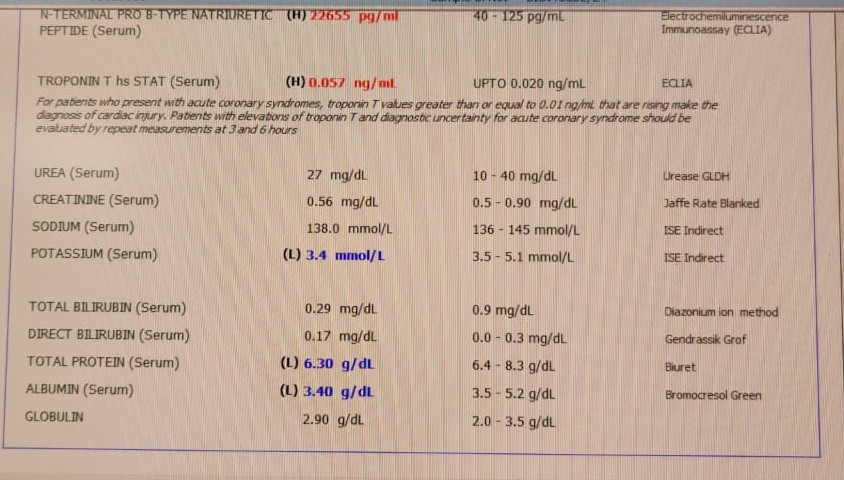 N-TERMINAL PRO B-TYPE NATRIURETIC (H) 22655 pg/ml 40 - 125 pg/mL Electrochemiluminescence
PEPTIDE (Serum) Immunoassay (ECLIA)
TROPONIN T hs STAT (Serum) (H) 0.057 ng/mL UPTO 0.020 ng/mL ECLIA
For patients who present with acute coronary syndromes, troponin T values greater than or equal to 0.01 ng/mL that are rising make the
diagnosis of cardiac injury. Patients with elevations of troponin T and diagnostic uncertainty for acute coronary syndrome should be
evaluated by repeat measurements at 3 and 6 hours
UREA (Serum) 27 mg/dL 10 - 40 mg/dL Urease GLDH
CREATININE (Serum) 0.56 mg/dL 0.5 - 0.90 mg/dL Jaffe Rate Blanked
SODIUM (Serum) 138.0 mmol/L 136 - 145 mmol/L ISE Indirect
POTASSIUM (Serum) (L) 3.4 mmol/L 3.5 - 5.1 mmol/L ISE Indirect
TOTAL BILIRUBIN (Serum) 0.29 mg/dL 0.9 mg/dL Diazonium ion method
DIRECT BILIRUBIN (Serum) 0.17 mg/dL 0.0 - 0.3 mg/dL Gendrassik Grof
TOTAL PROTEIN (Serum) (L) 6.30 g/dL 6.4 - 8.3 g/dL Biuret
ALBUMIN (Serum) (L) 3.40 g/dL 3.5 - 5.2 g/dL Bromocresol Green
GLOBULIN 2.90 g/dL 2.0 - 3.5 g/dL